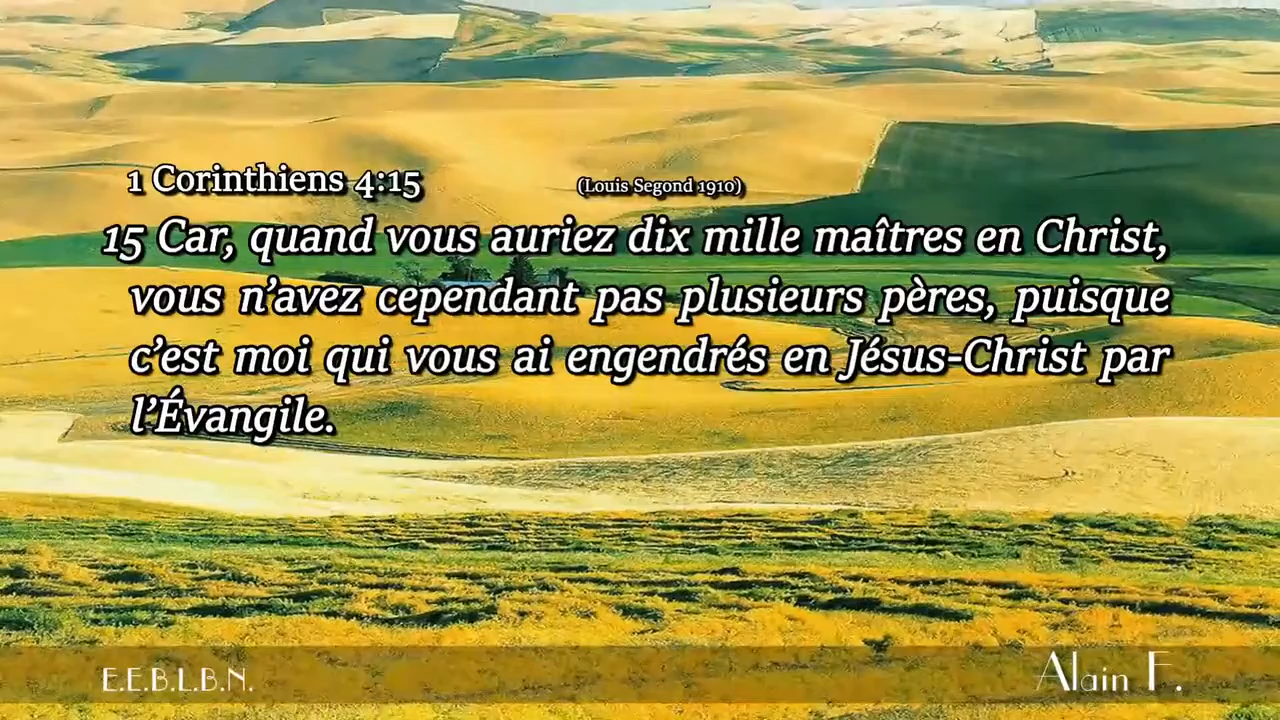 1 Corinthiens 4:15 (Louis Segond 1910)
15 Car, quand vous auriez dix mille maîtres en Christ,
vous n’avez cependant pas plusieurs pères, puisque
c’est moi qui vous ai engendrés en Jésus-Christ par
l’Évangile.
E.E.B.L.B.N. Alain F.